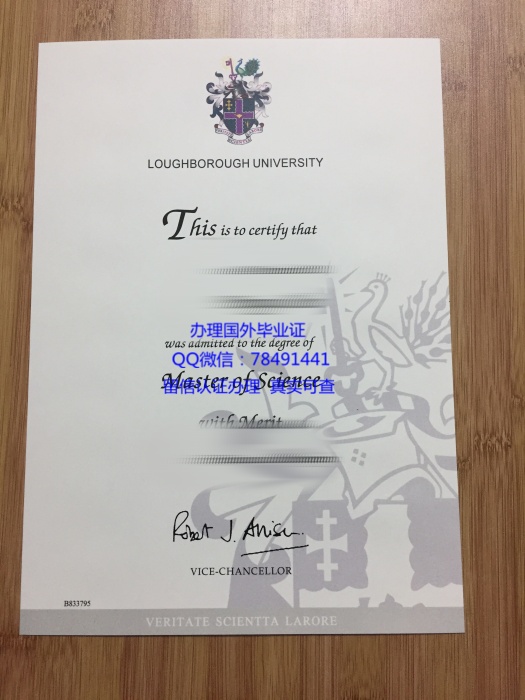 LOUGHBOROUGH UNIVERSITY
This is to certify that
办理国外毕业证
was admitted to the degree of
QQ微信：78491441
Master of Science
留信认证办理 真实可查
with Merit
Robert J. Allison
VICE-CHANCELLOR
B833795
VERITATE SCIENTTA LARORE